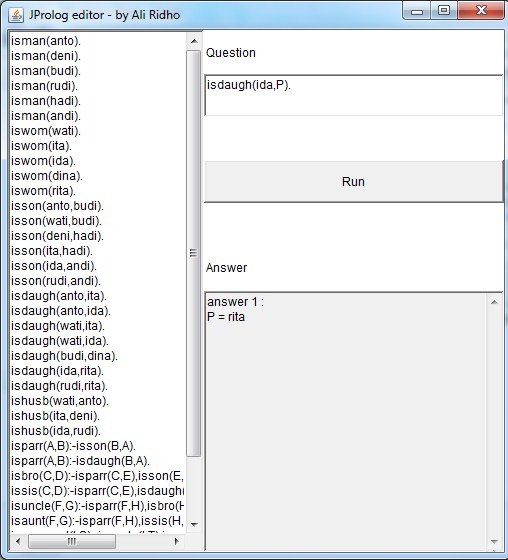 JProlog editor - by Ali Ridho
isman(anto).
isman(deni).
isman(budi).
isman(rudi).
isman(hadi).
isman(andi).
iswom(wati).
iswom(ita).
iswom(ida).
iswom(dina).
iswom(rita).
isson(anto,budi).
isson(wati,budi).
isson(deni,hadi).
isson(ita,hadi).
isson(ida,andi).
isson(rudi,andi).
isdaugh(anto,ita).
isdaugh(anto,ida).
isdaugh(wati,ita).
isdaugh(wati,ida).
isdaugh(budi,dina).
isdaugh(ida,rita).
isdaugh(rudi,rita).
ishusb(wati,anto).
ishusb(ita,deni).
ishusb(ida,rudi).
isparr(A,B):-isson(B,A).
isparr(A,B):-isdaugh(B,A).
isbro(C,D):-isparr(C,E),isson(E,
issis(C,D):-isparr(C,E),isdaugh(
isuncle(F,G):-isparr(F,H),isbro(H
isaunt(F,G):-isparr(F,H),issis(H,
Question
isdaugh(ida,P).
Run
Answer
answer 1 :
P = rita